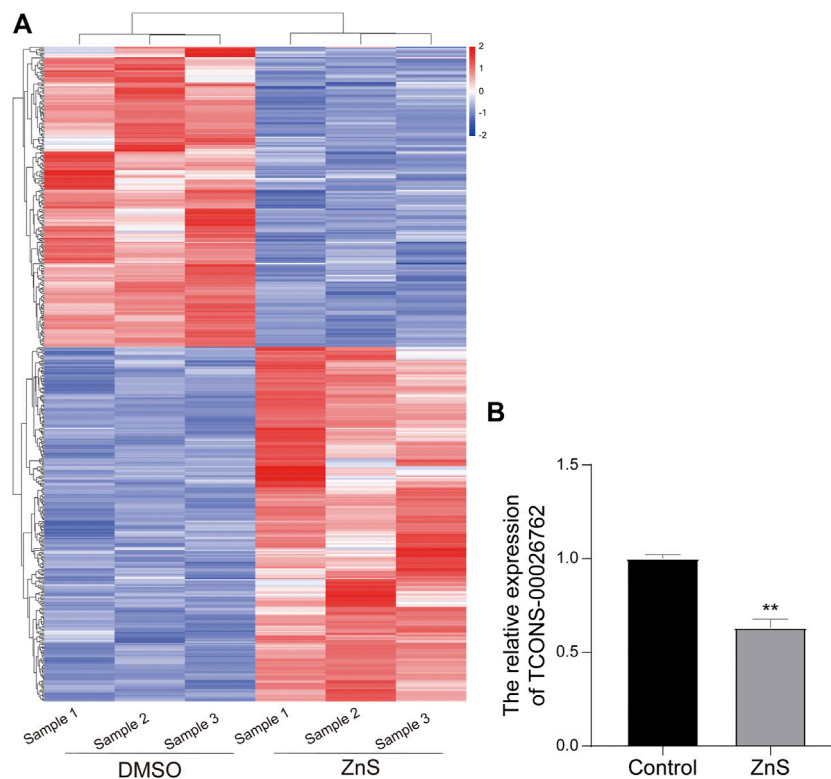 A
2
1
0
-1
-2
Sample 1
Sample 2
Sample 3
Sample 1
Sample 2
Sample 3
DMSO
ZnS
B
The relative expression
of TCONS-00026762
1.5
1.0
0.5
0.0
**
Control
ZnS